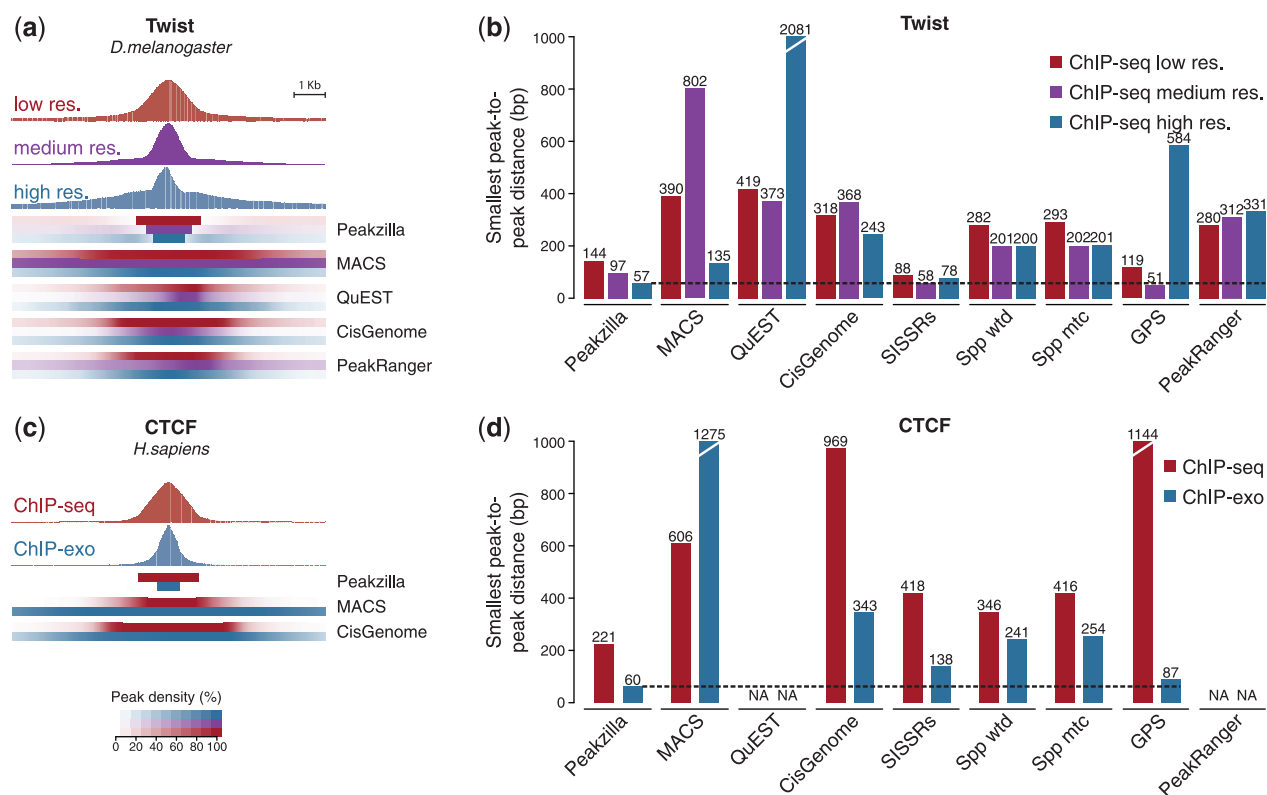 (a)
Twist
D.melanogaster
1 Kb
low res.
medium res.
high res.
Peakzilla
MACS
QuEST
CisGenome
PeakRanger
(b)
Twist
Smallest peak-to-
peak distance (bp)
1000
800
600
400
200
0
ChIP-seq low res.
ChIP-seq medium res.
ChIP-seq high res.
144 97 57
390 802 135
419 373 2081
318 368 243
88 58 78
282 201 200
293 202 201
119 51 584
280 312 331
Peakzilla
MACS
QuEST
CisGenome
SISSRs
Spp wtd
Spp mtc
GPS
PeakRanger
(c)
CTCF
H.sapiens
ChIP-seq
ChIP-exo
Peakzilla
MACS
CisGenome
Peak density (%)
0 20 40 60 80 100
(d)
CTCF
Smallest peak-to-
peak distance (bp)
1000
800
600
400
200
0
ChIP-seq
ChIP-exo
221 60
606 1275
NA NA
969 343
418 138
346 241
416 254
1144 87
NA NA
Peakzilla
MACS
QuEST
CisGenome
SISSRs
Spp wtd
Spp mtc
GPS
PeakRanger